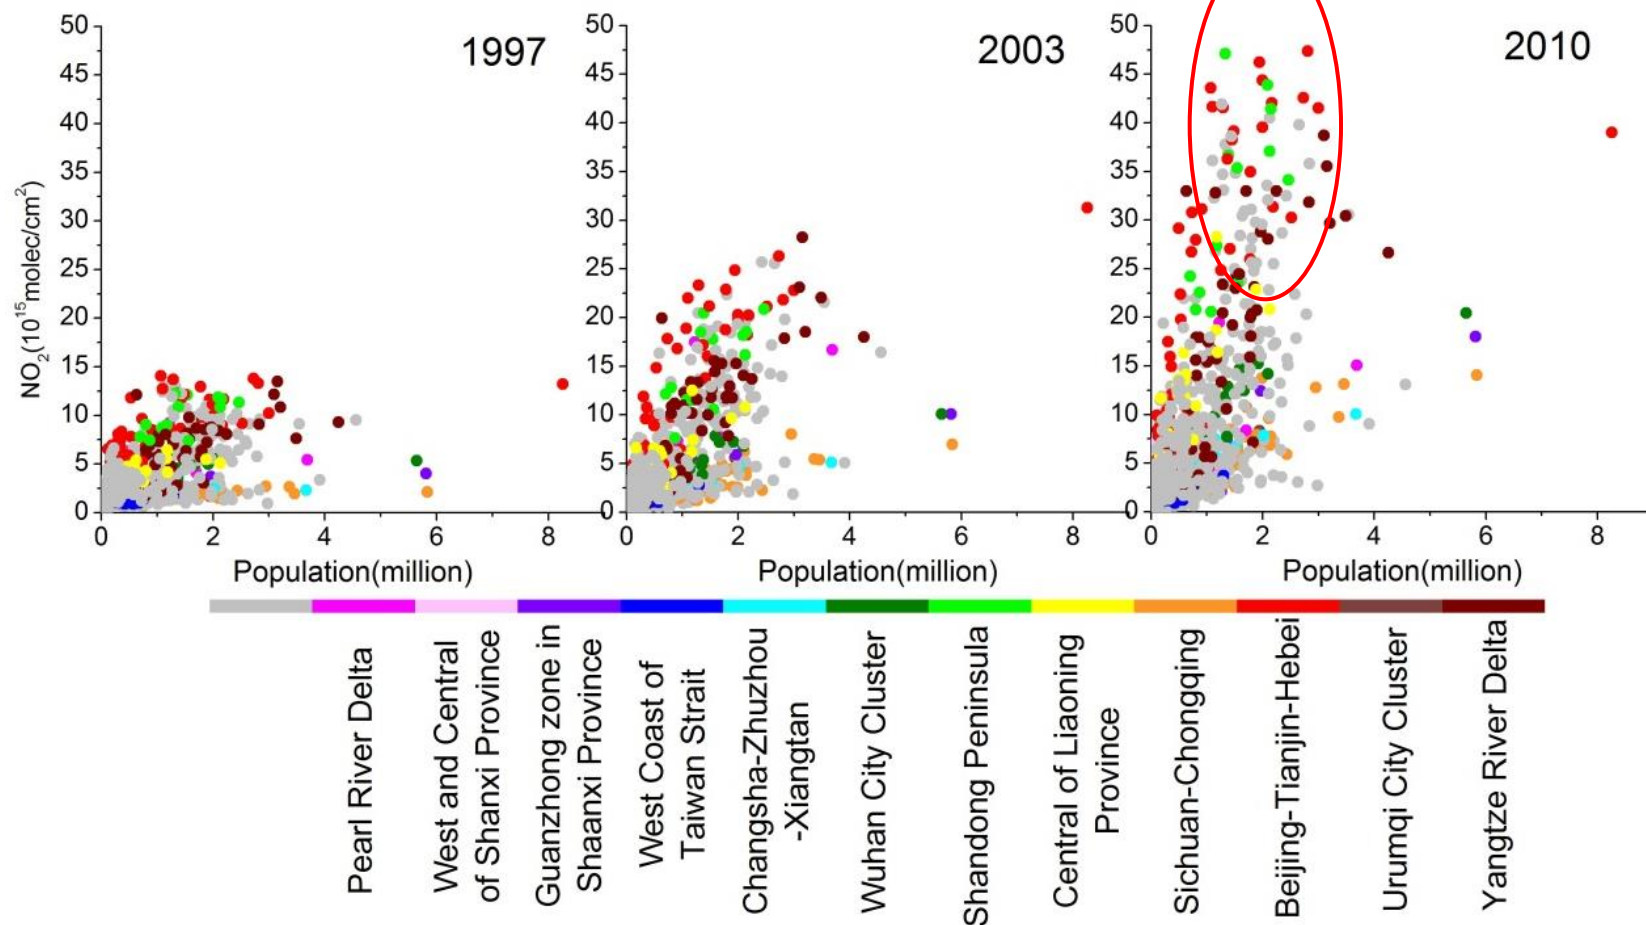 1997
2003
2010
NO2(10^15molec/cm^2)
50
45
40
35
30
25
20
15
10
5
0
0
2
4
6
8
Population(million)
50
45
40
35
30
25
20
15
10
5
0
0
2
4
6
8
Population(million)
50
45
40
35
30
25
20
15
10
5
0
0
2
4
6
8
Population(million)
Pearl River Delta
West and Central
of Shanxi Province
Guanzhong zone in
Shaanxi Province
West Coast of
Taiwan Strait
Changsha-Zhuzhou
-Xiangtan
Wuhan City Cluster
Shandong Peninsula
Central of Liaoning
Province
Sichuan-Chongqing
Beijing-Tianjin-Hebei
Urumqi City Cluster
Yangtze River Delta